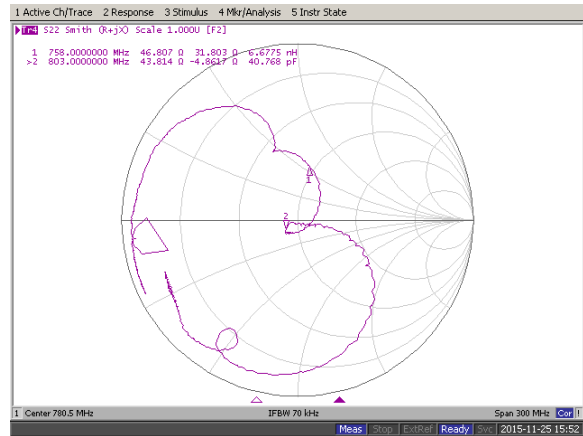 1 Active Ch/Trace 2 Response 3 Stimulus 4 Mkr/Analysis 5 Instr State
Tr4 S22 Smith (R+jX) Scale 1.000U [F2]
1 758.0000000 MHz 46.807 Ω 31.803 Ω 6.6775 nH
>2 803.0000000 MHz 43.814 Ω -4.8617 Ω 40.768 pF
1
2
1 Center 780.5 MHz IFBW 70 kHz Span 300 MHz Cor !
Meas Stop ExtRef Ready Svc 2015-11-25 15:52